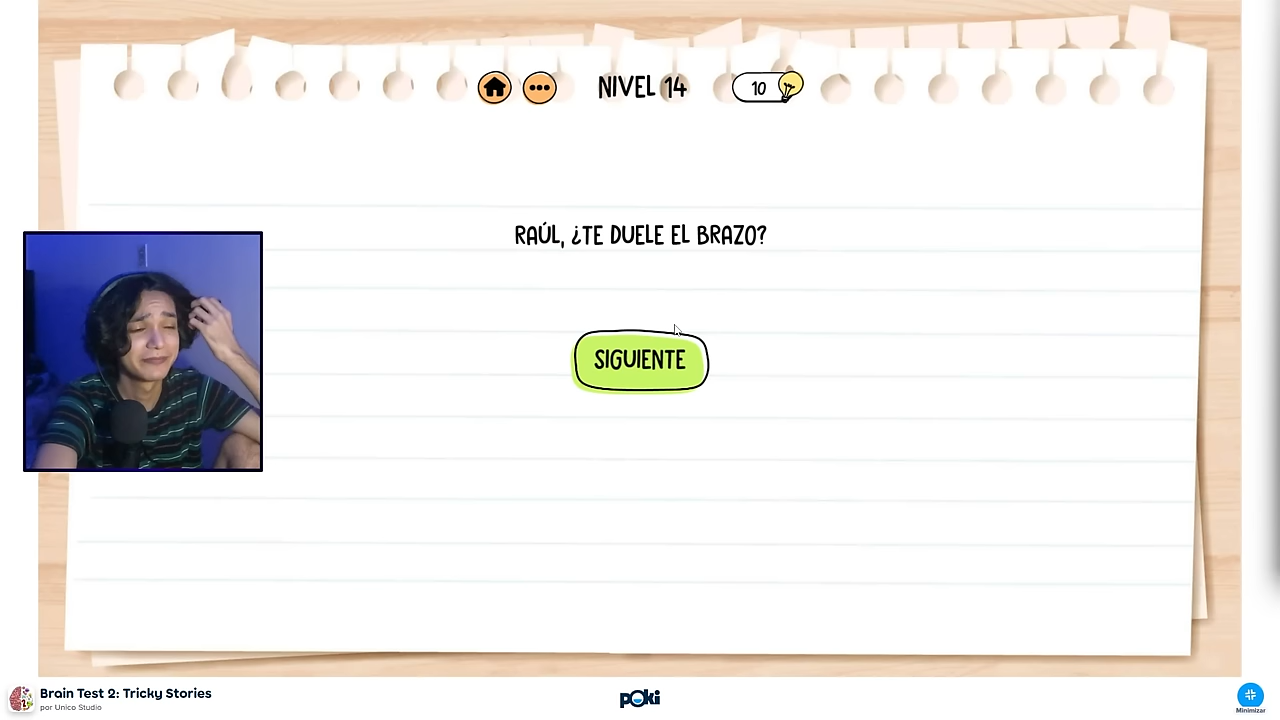 NIVEL 14
10
RAÚL, ¿TE DUELE EL BRAZO?
SIGUIENTE
Brain Test 2: Tricky Stories
por Unico Studio
poki
Minimizar